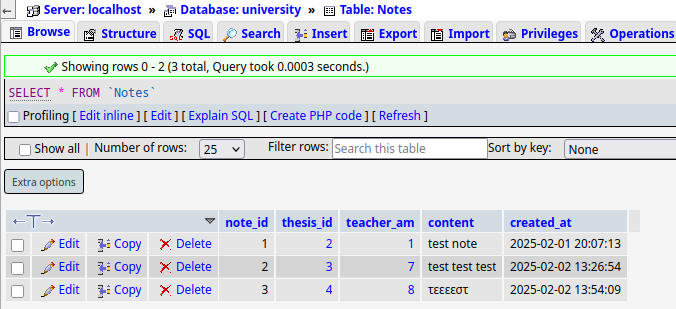 ← Server: localhost » Database: university » Table: Notes
Browse Structure SQL Search Insert Export Import Privileges Operations
Showing rows 0 - 2 (3 total, Query took 0.0003 seconds.)
SELECT * FROM `Notes`
Profiling [ Edit inline ] [ Edit ] [ Explain SQL ] [ Create PHP code ] [ Refresh ]
Show all | Number of rows: 25 Filter rows: Search this table Sort by key: None
Extra options
←T→ note_id thesis_id teacher_am content created_at
Edit Copy Delete 1 2 1 test note 2025-02-01 20:07:13
Edit Copy Delete 2 3 7 test test test 2025-02-02 13:26:54
Edit Copy Delete 3 4 8 τεεεεστ 2025-02-02 13:54:09